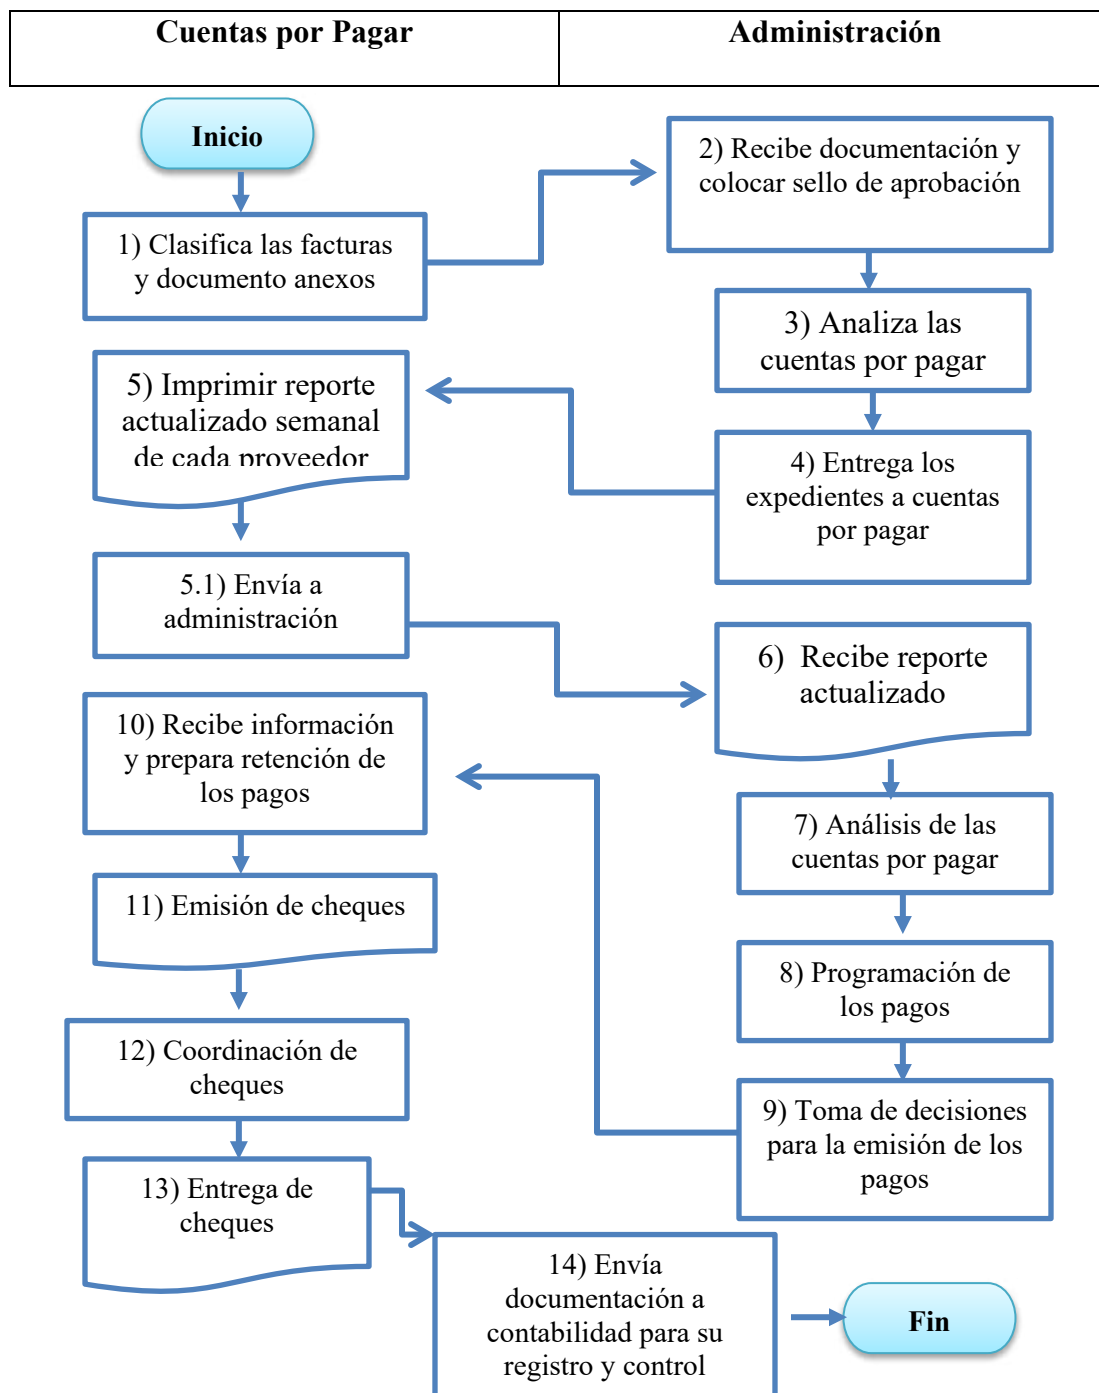 Cuentas por Pagar
Administración
Inicio
1) Clasifica las facturas
y documento anexos
2) Recibe documentación y
colocar sello de aprobación
3) Analiza las
cuentas por pagar
4) Entrega los
expedientes a cuentas
por pagar
5) Imprimir reporte
actualizado semanal
de cada proveedor
5.1) Envía a
administración
6) Recibe reporte
actualizado
7) Análisis de las
cuentas por pagar
8) Programación de
los pagos
9) Toma de decisiones
para la emisión de los
pagos
10) Recibe información
y prepara retención de
los pagos
11) Emisión de cheques
12) Coordinación de
cheques
13) Entrega de
cheques
14) Envía
documentación a
contabilidad para su
registro y control
Fin